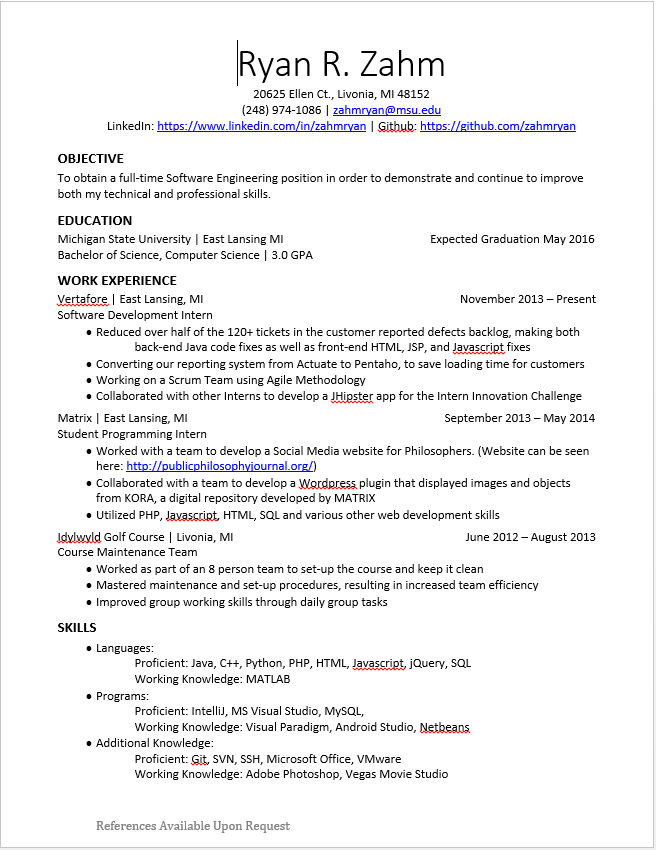 Ryan R. Zahm
20625 Ellen Ct., Livonia, MI 48152
(248) 974-1086 | zahmryan@msu.edu
LinkedIn: https://www.linkedin.com/in/zahmryan | Github: https://github.com/zahmryan
OBJECTIVE
To obtain a full-time Software Engineering position in order to demonstrate and continue to improve
both my technical and professional skills.
EDUCATION
Michigan State University | East Lansing MI Expected Graduation May 2016
Bachelor of Science, Computer Science | 3.0 GPA
WORK EXPERIENCE
Vertafore | East Lansing, MI November 2013 – Present
Software Development Intern
• Reduced over half of the 120+ tickets in the customer reported defects backlog, making both
back-end Java code fixes as well as front-end HTML, JSP, and Javascript fixes
• Converting our reporting system from Actuate to Pentaho, to save loading time for customers
• Working on a Scrum Team using Agile Methodology
• Collaborated with other Interns to develop a JHipster app for the Intern Innovation Challenge
Matrix | East Lansing, MI September 2013 – May 2014
Student Programming Intern
• Worked with a team to develop a Social Media website for Philosophers. (Website can be seen
here: http://publicphilosophyjournal.org/)
• Collaborated with a team to develop a Wordpress plugin that displayed images and objects
from KORA, a digital repository developed by MATRIX
• Utilized PHP, Javascript, HTML, SQL and various other web development skills
Idylwyld Golf Course | Livonia, MI June 2012 – August 2013
Course Maintenance Team
• Worked as part of an 8 person team to set-up the course and keep it clean
• Mastered maintenance and set-up procedures, resulting in increased team efficiency
• Improved group working skills through daily group tasks
SKILLS
• Languages:
Proficient: Java, C++, Python, PHP, HTML, Javascript, jQuery, SQL
Working Knowledge: MATLAB
• Programs:
Proficient: IntelliJ, MS Visual Studio, MySQL,
Working Knowledge: Visual Paradigm, Android Studio, Netbeans
• Additional Knowledge:
Proficient: Git, SVN, SSH, Microsoft Office, VMware
Working Knowledge: Adobe Photoshop, Vegas Movie Studio
References Available Upon Request